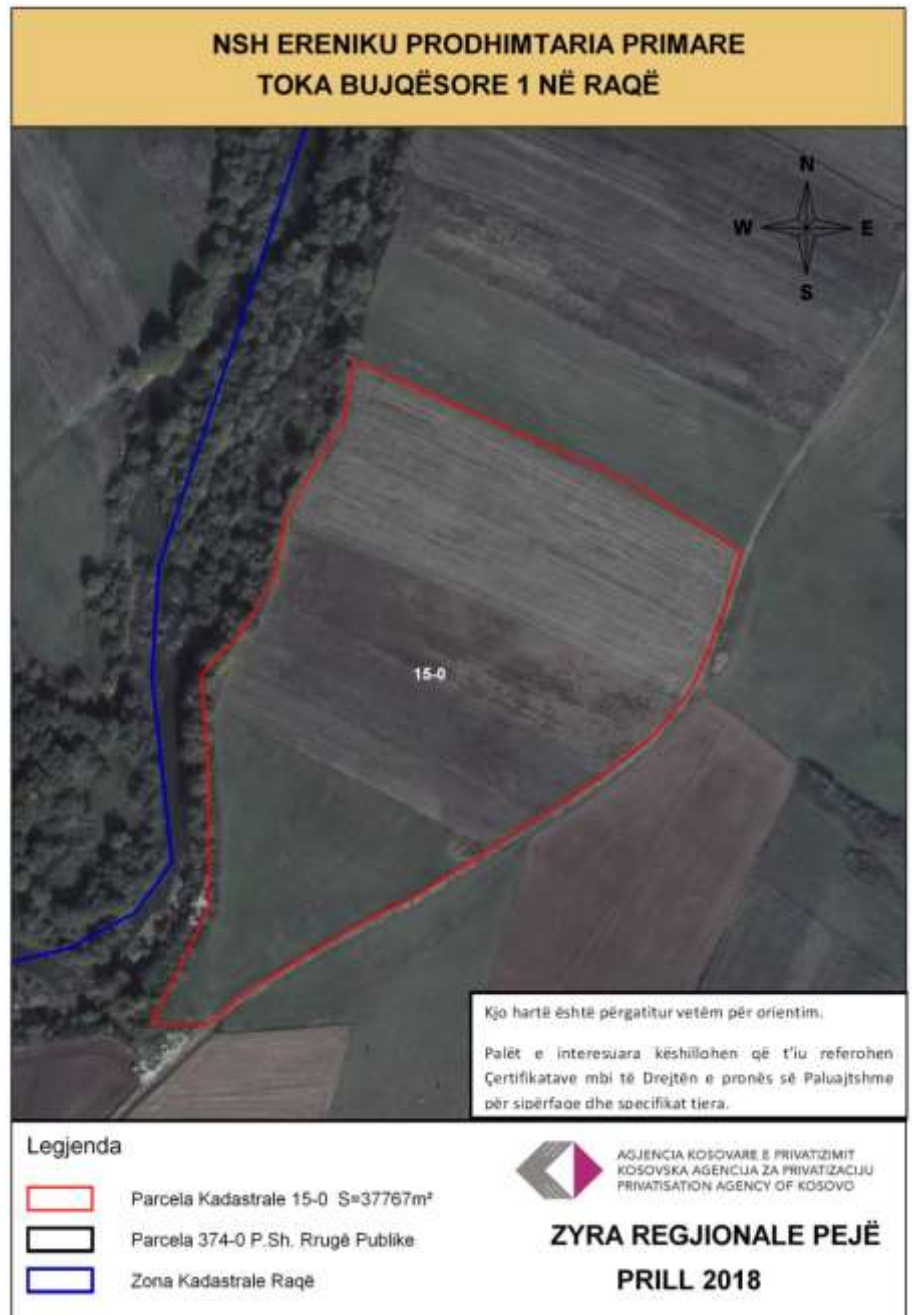 NSH ERENIKU PRODHIMTARIA PRIMARE
TOKA BUJQËSORE 1 NË RAQË
N
W E
S
15-0
Kjo hartë është përgatitur vetëm për orientim.
Palët e interesuara këshillohen që t'iu referohen
Çertifikatave mbi të Drejtën e pronës së Paluajtshme
për sipërfaqe dhe specifikat tjera.
Legjenda
Parcela Kadastrale 15-0 S=37767m²
Parcela 374-0 P.Sh. Rrugë Publike
Zona Kadastrale Raqë
AGJENCIA KOSOVARE E PRIVATIZIMIT
KOSOVSKA AGENCIJA ZA PRIVATIZACIJU
PRIVATISATION AGENCY OF KOSOVO
ZYRA REGJIONALE PEJË
PRILL 2018